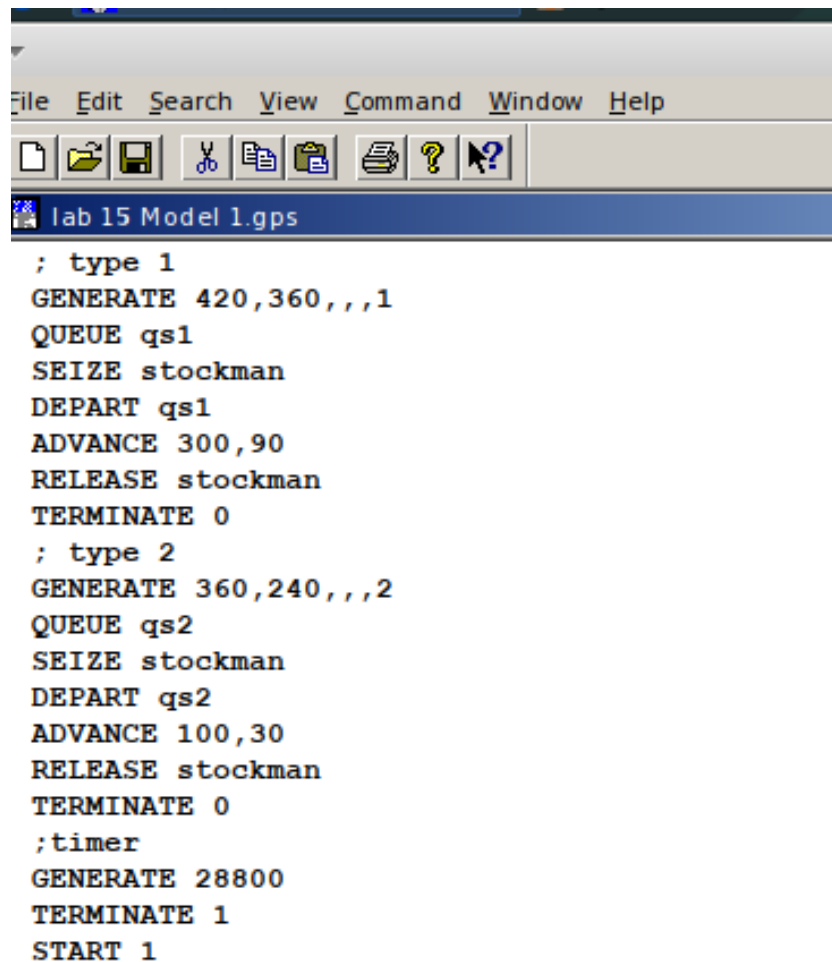 File Edit Search View Command Window Help
lab 15 Model 1.gps
; type 1
GENERATE 420,360,,,1
QUEUE qs1
SEIZE stockman
DEPART qs1
ADVANCE 300,90
RELEASE stockman
TERMINATE 0
; type 2
GENERATE 360,240,,,2
QUEUE qs2
SEIZE stockman
DEPART qs2
ADVANCE 100,30
RELEASE stockman
TERMINATE 0
;timer
GENERATE 28800
TERMINATE 1
START 1